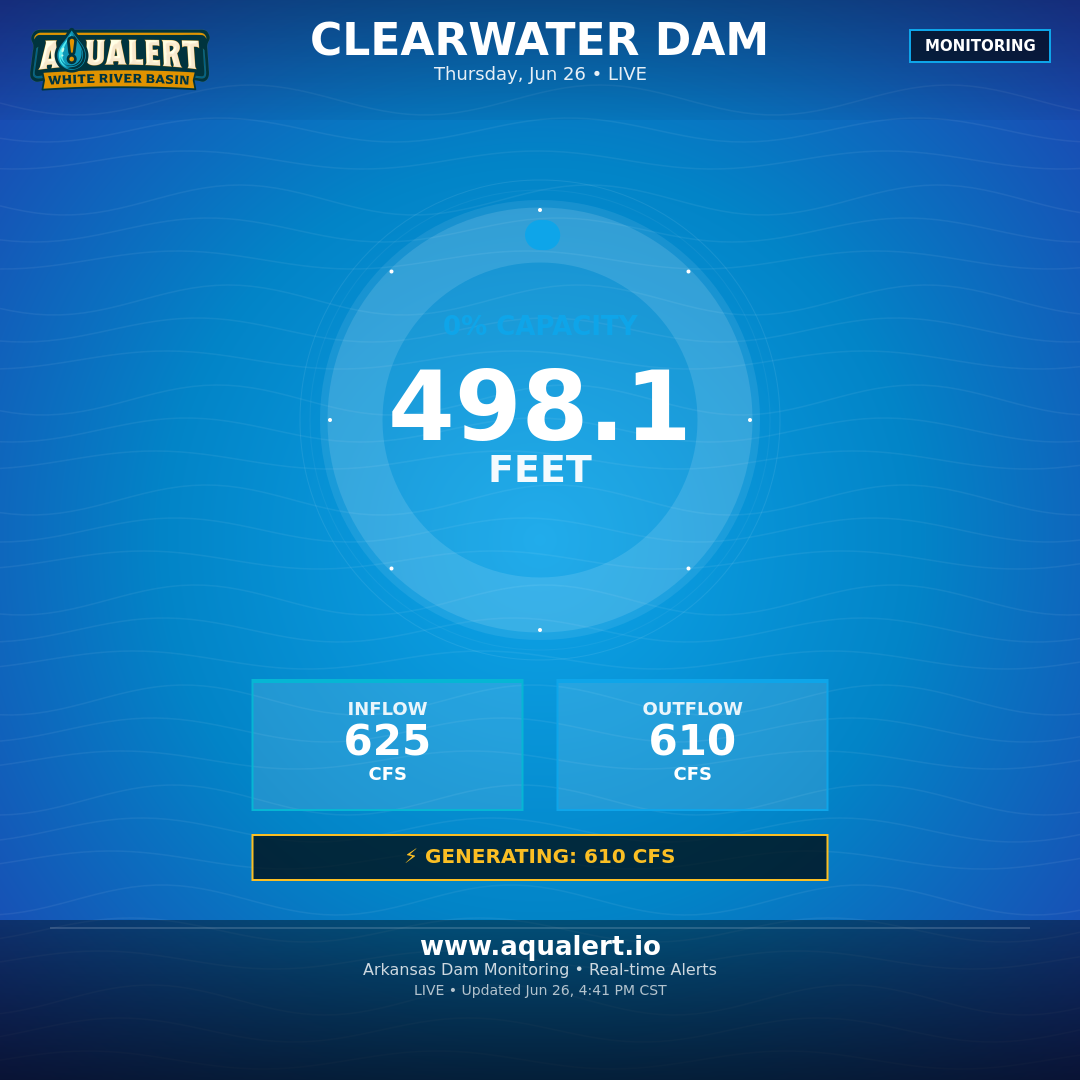 AQUALERT
WHITE RIVER BASIN
CLEARWATER DAM
Thursday, Jun 26 • LIVE
MONITORING
0% CAPACITY
498.1
FEET
INFLOW
625
CFS
OUTFLOW
610
CFS
⚡ GENERATING: 610 CFS
www.aqualert.io
Arkansas Dam Monitoring • Real-time Alerts
LIVE • Updated Jun 26, 4:41 PM CST